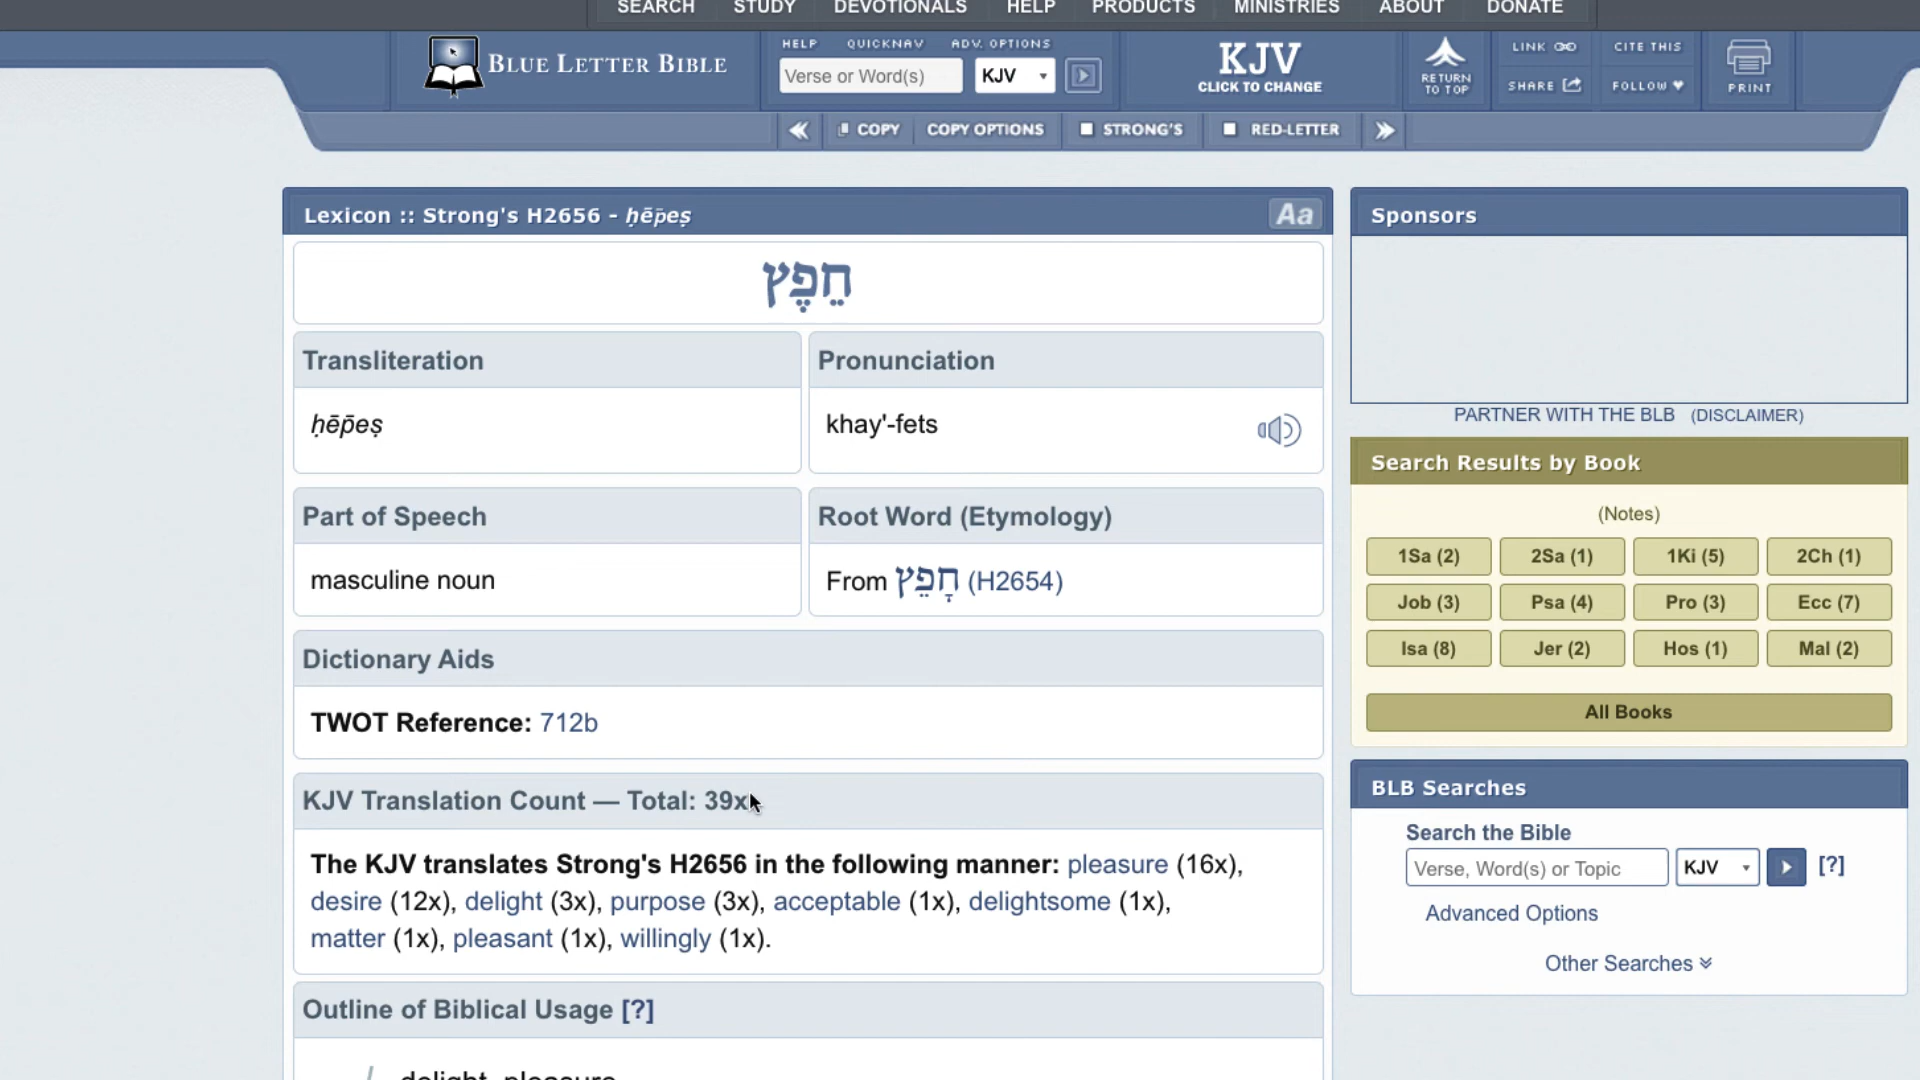 SEARCH STUDY DEVOTIONALS HELP PRODUCTS MINISTRIES ABOUT DONATE
BLUE LETTER BIBLE
HELP QUICKNAV ADV. OPTIONS
Verse or Word(s) KJV
KJV
CLICK TO CHANGE
RETURN
TO TOP
LINK CITE THIS
SHARE FOLLOW
PRINT
COPY COPY OPTIONS STRONG'S RED-LETTER
Lexicon :: Strong's H2656 - ḥēp̄eṣ Aa
חֵפֶץ
Transliteration
ḥēp̄eṣ
Pronunciation
khay'-fets
Part of Speech
masculine noun
Root Word (Etymology)
From חָפֵץ (H2654)
Dictionary Aids
TWOT Reference: 712b
KJV Translation Count — Total: 39x
The KJV translates Strong's H2656 in the following manner: pleasure (16x),
desire (12x), delight (3x), purpose (3x), acceptable (1x), delightsome (1x),
matter (1x), pleasant (1x), willingly (1x).
Outline of Biblical Usage [?]
delight, pleasure
Sponsors
PARTNER WITH THE BLB (DISCLAIMER)
Search Results by Book
(Notes)
1Sa (2) 2Sa (1) 1Ki (5) 2Ch (1)
Job (3) Psa (4) Pro (3) Ecc (7)
Isa (8) Jer (2) Hos (1) Mal (2)
All Books
BLB Searches
Search the Bible
Verse, Word(s) or Topic KJV [?]
Advanced Options
Other Searches